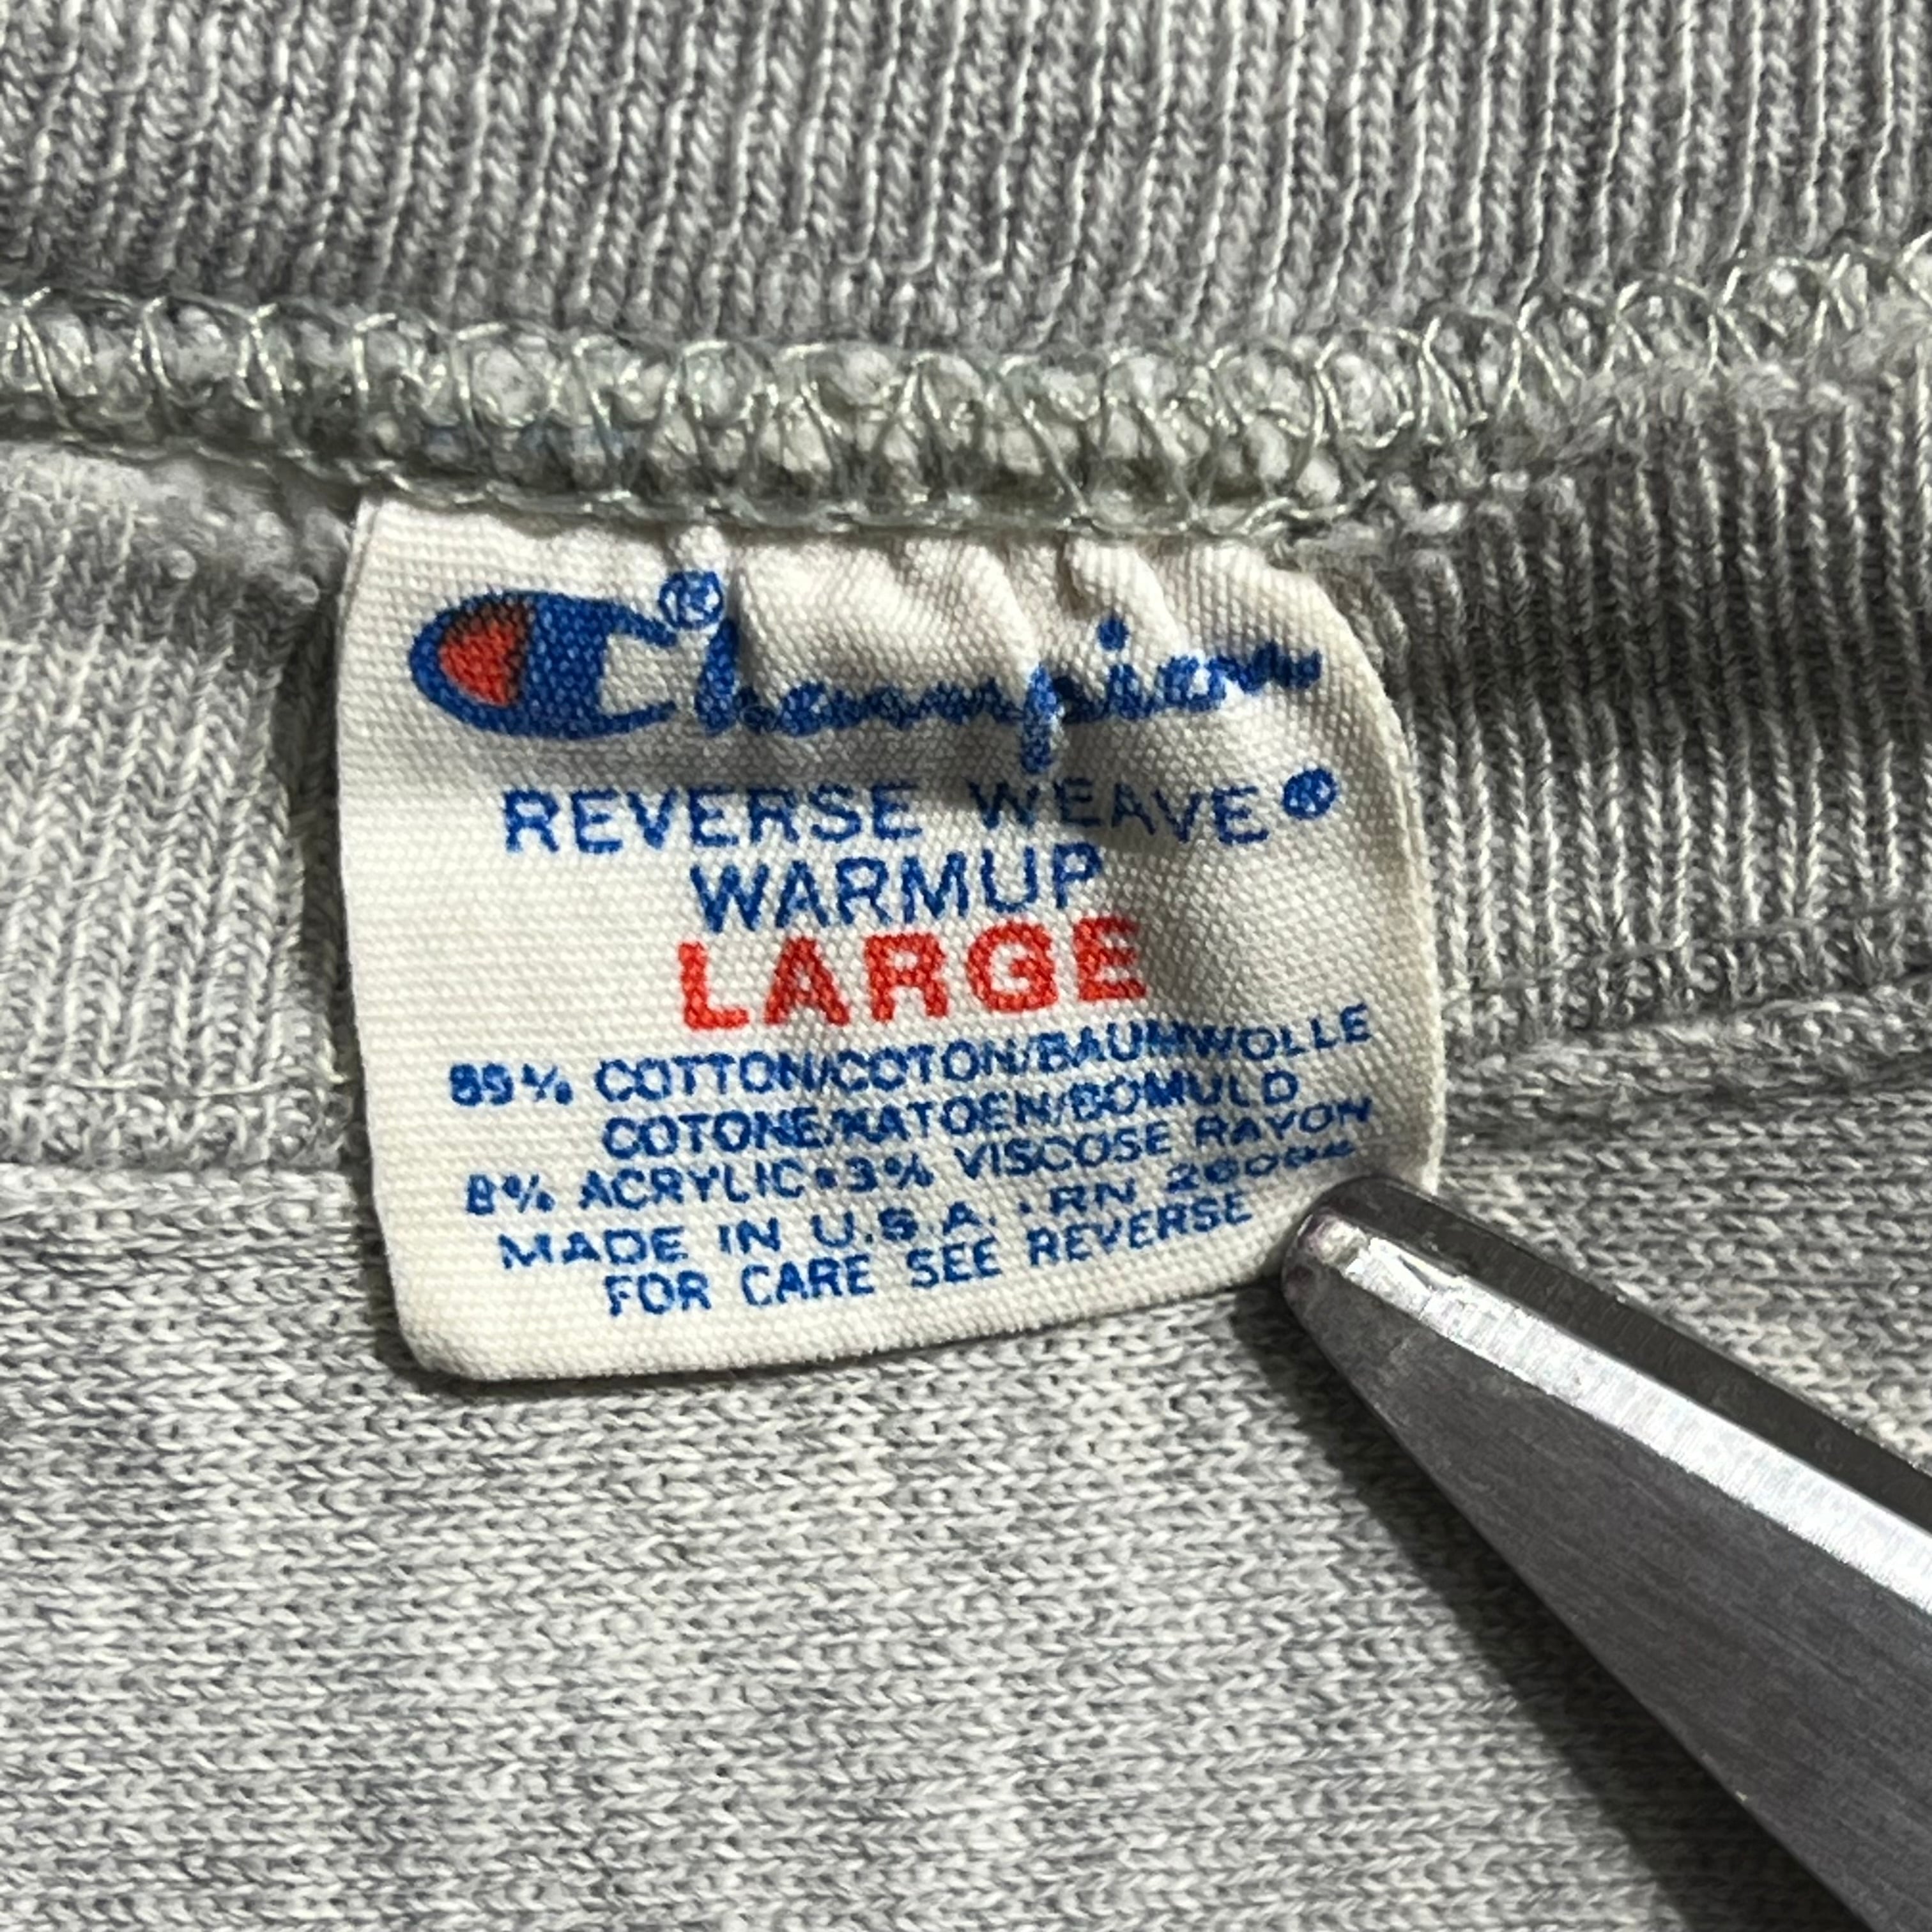 Champion®
REVERSE WEAVE®
WARMUP
LARGE
89% COTTON/COTON/BAUMWOLLE
COTONE/KATOEN/BOMULD
8% ACRYLIC•3% VISCOSE RAYON
MADE IN U.S.A. . RN 26094
FOR CARE SEE REVERSE